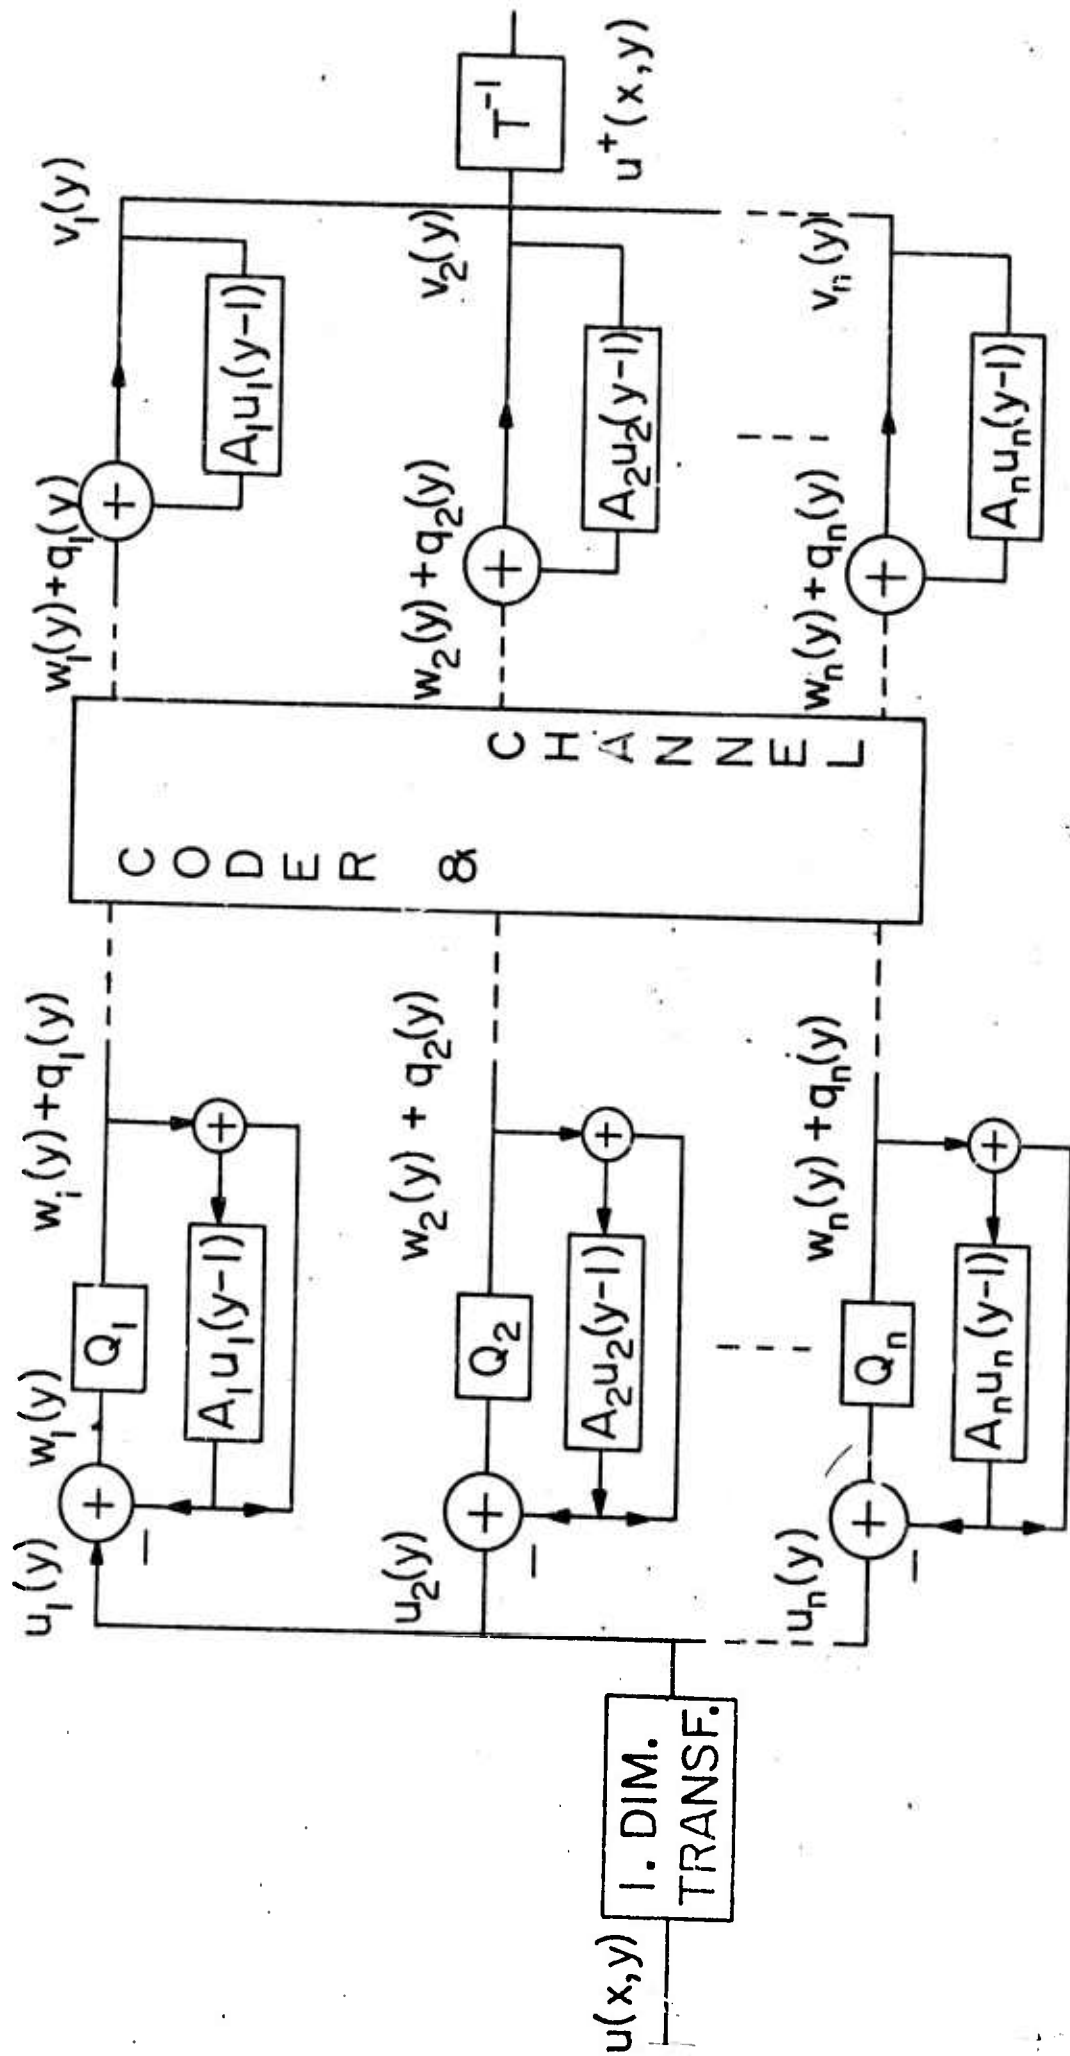 u(x,y)
1. DIM.
TRANSF.
u₁(y)
+
−
w₁(y)
Q₁
A₁u₁(y−1)
+
wᵢ(y)+q₁(y)
u₂(y)
+
−
Q₂
A₂u₂(y−1)
+
w₂(y) + q₂(y)
uₙ(y)
+
−
Qₙ
Aₙuₙ(y−1)
+
wₙ(y)+qₙ(y)
CODER &
CHANNEL
w₁(y)+q₁(y)
+
A₁u₁(y−1)
v₁(y)
w₂(y)+q₂(y)
+
A₂u₂(y−1)
v₂(y)
wₙ(y)+qₙ(y)
+
Aₙuₙ(y−1)
vₙ(y)
T⁻¹
u⁺(x,y)